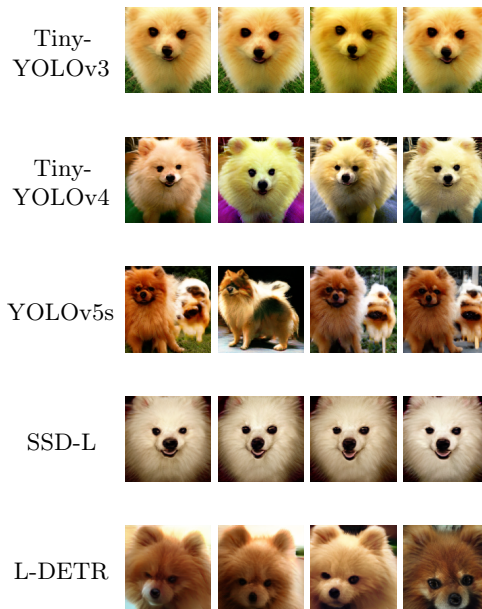 Tiny-
YOLOv3
Tiny-
YOLOv4
YOLOv5s
SSD-L
L-DETR